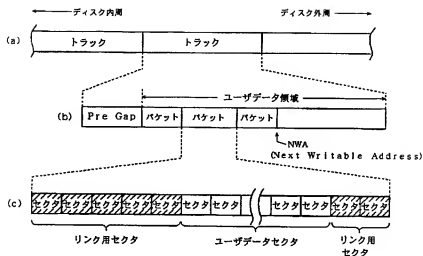 ディスク内周 ディスク外周
(a) トラック トラック
ユーザデータ領域
(b) Pre Gap パケット パケット パケット
NWA
(Next Writable Address)
(c) セクタ セクタ セクタ セクタ セクタ セクタ セクタ セクタ セクタ セクタ セクタ
リンク用セクタ ユーザデータセクタ リンク用
セクタ